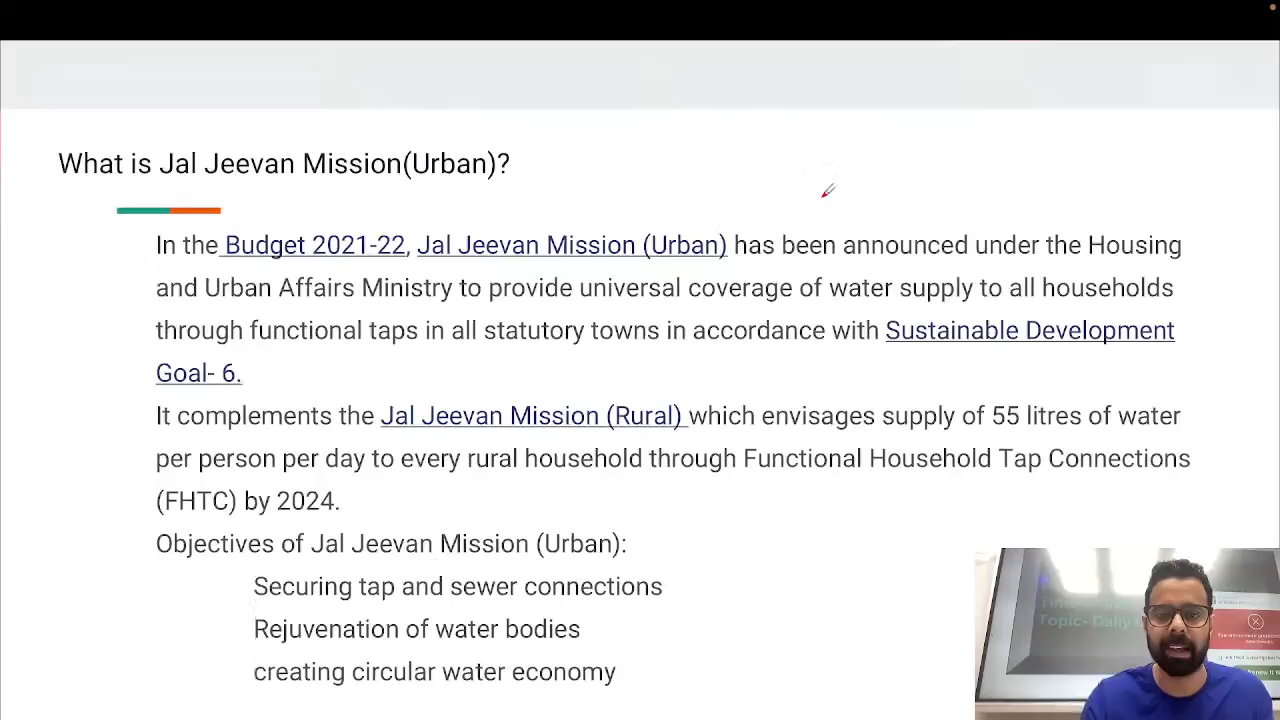 What is Jal Jeevan Mission(Urban)?
In the Budget 2021-22, Jal Jeevan Mission (Urban) has been announced under the Housing
and Urban Affairs Ministry to provide universal coverage of water supply to all households
through functional taps in all statutory towns in accordance with Sustainable Development
Goal- 6.
It complements the Jal Jeevan Mission (Rural) which envisages supply of 55 litres of water
per person per day to every rural household through Functional Household Tap Connections
(FHTC) by 2024.
Objectives of Jal Jeevan Mission (Urban):
Securing tap and sewer connections
Rejuvenation of water bodies
creating circular water economy
Topic- Daily